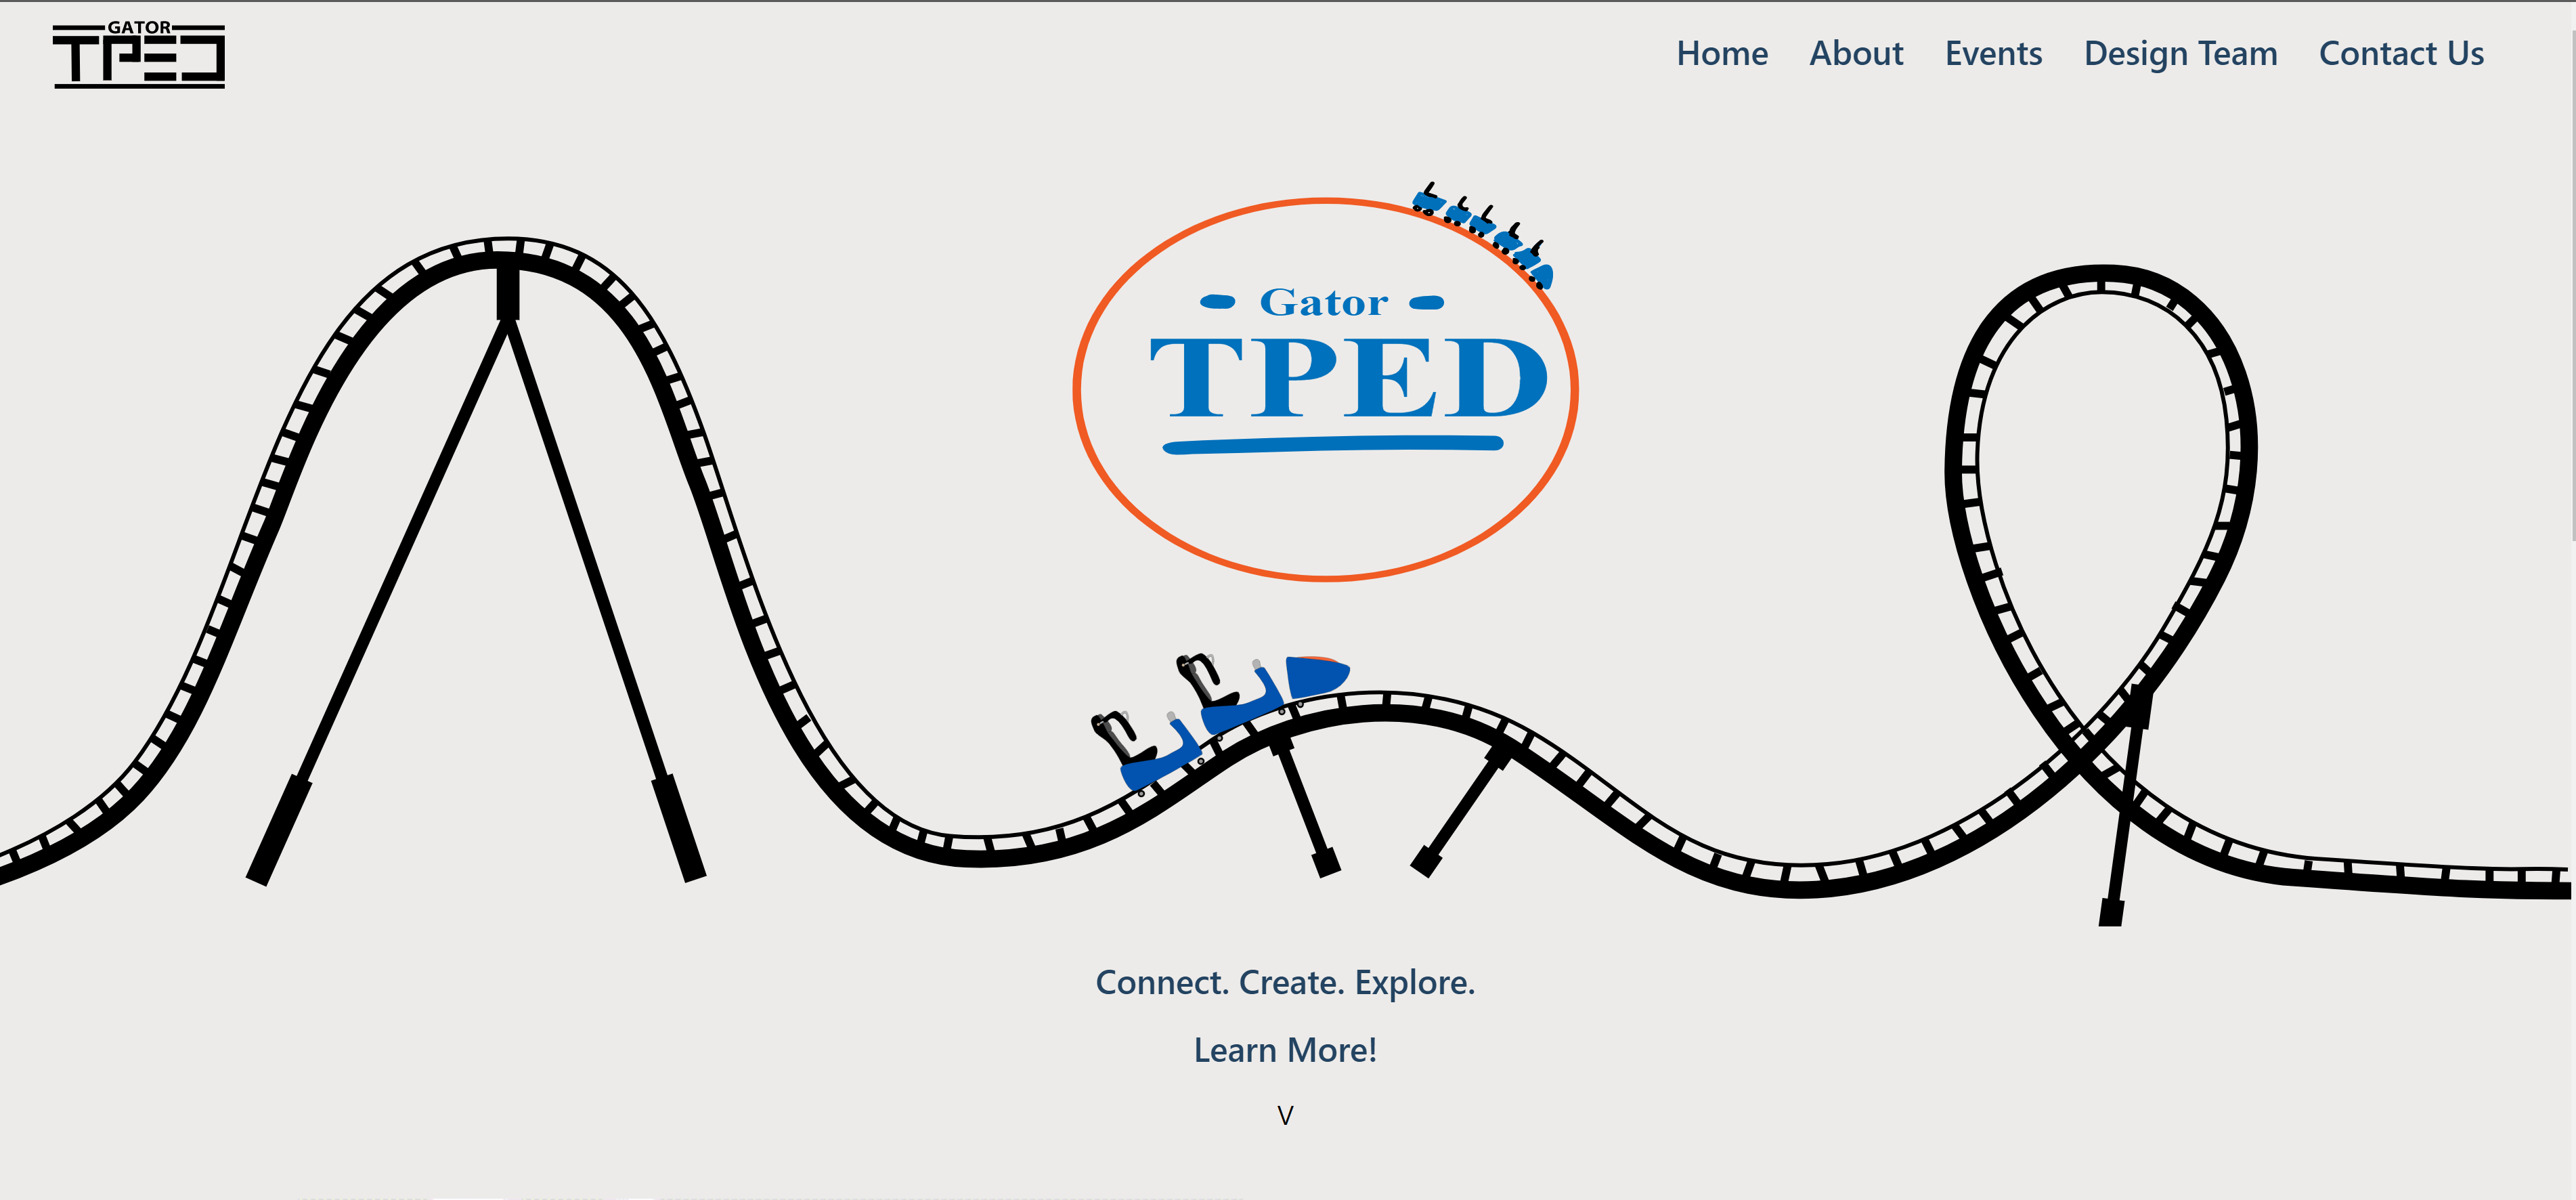 GATOR
TPED
Home About Events Design Team Contact Us
Gator
TPED
Connect. Create. Explore.
Learn More!
V